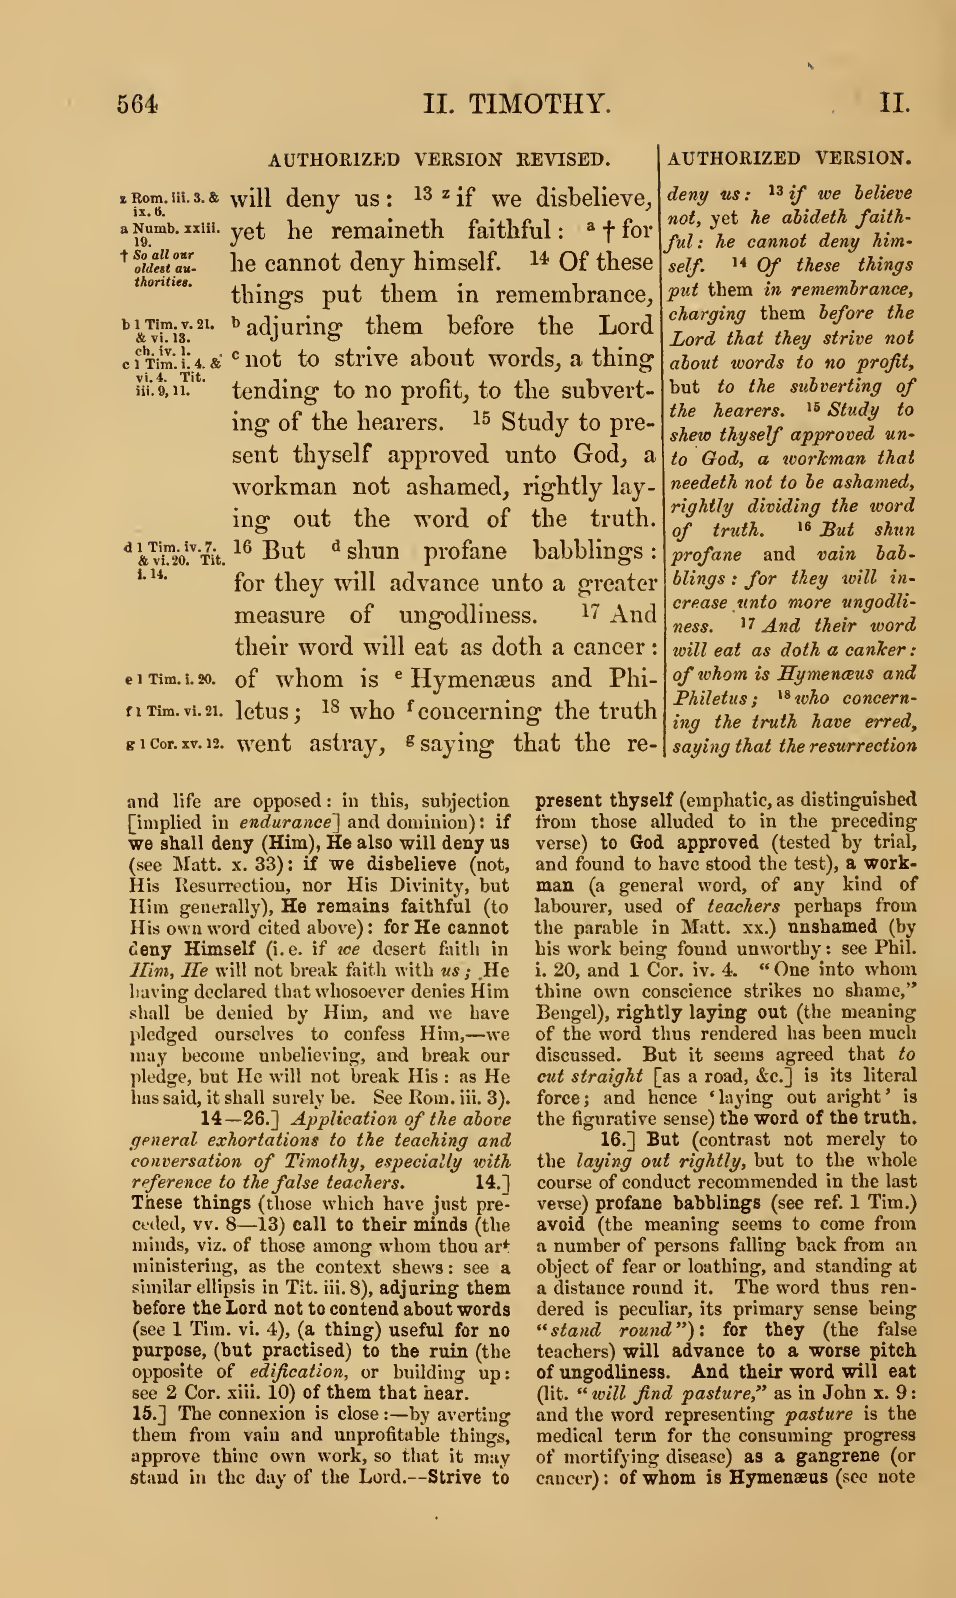 564
II. TIMOTHY.
II.
AUTHORIZED VERSION REVISED.
z Rom. iii. 3. &
ix. 6.
a Numb. xxiii.
19.
† So all our
oldest au-
thorities.
b 1 Tim. v. 21.
& vi. 13.
ch. iv. 1.
c 1 Tim. i. 4. &
vi. 4. Tit.
iii. 9, 11.
d 1 Tim. iv. 7.
& vi. 20. Tit.
i. 14.
e 1 Tim. i. 20.
f 1 Tim. vi. 21.
g 1 Cor. xv. 12.
will deny us : 13 z if we disbelieve,
yet he remaineth faithful : a † for
he cannot deny himself. 14 Of these
things put them in remembrance,
b adjuring them before the Lord
c not to strive about words, a thing
tending to no profit, to the subvert-
ing of the hearers. 15 Study to pre-
sent thyself approved unto God, a
workman not ashamed, rightly lay-
ing out the word of the truth.
16 But d shun profane babblings :
for they will advance unto a greater
measure of ungodliness. 17 And
their word will eat as doth a cancer :
of whom is e Hymenæus and Phi-
letus ; 18 who f concerning the truth
went astray, g saying that the re-
AUTHORIZED VERSION.
deny us : 13 if we believe
not, yet he abideth faith-
ful : he cannot deny him-
self. 14 Of these things
put them in remembrance,
charging them before the
Lord that they strive not
about words to no profit,
but to the subverting of
the hearers. 15 Study to
shew thyself approved un-
to God, a workman that
needeth not to be ashamed,
rightly dividing the word
of truth. 16 But shun
profane and vain bab-
blings : for they will in-
crease unto more ungodli-
ness. 17 And their word
will eat as doth a canker :
of whom is Hymenæus and
Philetus ; 18 who concern-
ing the truth have erred,
saying that the resurrection
and life are opposed : in this, subjection
[implied in endurance] and dominion) : if
we shall deny (Him), He also will deny us
(see Matt. x. 33) : if we disbelieve (not,
His Resurrection, nor His Divinity, but
Him generally), He remains faithful (to
His own word cited above) : for He cannot
deny Himself (i. e. if we desert faith in
Him, He will not break faith with us ; He
having declared that whosoever denies Him
shall be denied by Him, and we have
pledged ourselves to confess Him,—we
may become unbelieving, and break our
pledge, but He will not break His : as He
has said, it shall surely be. See Rom. iii. 3).
14—26.] Application of the above
general exhortations to the teaching and
conversation of Timothy, especially with
reference to the false teachers. 14.]
These things (those which have just pre-
ceded, vv. 8—13) call to their minds (the
minds, viz. of those among whom thou art
ministering, as the context shews : see a
similar ellipsis in Tit. iii. 8), adjuring them
before the Lord not to contend about words
(see 1 Tim. vi. 4), (a thing) useful for no
purpose, (but practised) to the ruin (the
opposite of edification, or building up :
see 2 Cor. xiii. 10) of them that hear.
15.] The connexion is close :—by averting
them from vain and unprofitable things,
approve thine own work, so that it may
stand in the day of the Lord.--Strive to
present thyself (emphatic, as distinguished
from those alluded to in the preceding
verse) to God approved (tested by trial,
and found to have stood the test), a work-
man (a general word, of any kind of
labourer, used of teachers perhaps from
the parable in Matt. xx.) unshamed (by
his work being found unworthy : see Phil.
i. 20, and 1 Cor. iv. 4. “One into whom
thine own conscience strikes no shame,”
Bengel), rightly laying out (the meaning
of the word thus rendered has been much
discussed. But it seems agreed that to
cut straight [as a road, &c.] is its literal
force ; and hence ‘laying out aright’ is
the figurative sense) the word of the truth.
16.] But (contrast not merely to
the laying out rightly, but to the whole
course of conduct recommended in the last
verse) profane babblings (see ref. 1 Tim.)
avoid (the meaning seems to come from
a number of persons falling back from an
object of fear or loathing, and standing at
a distance round it. The word thus ren-
dered is peculiar, its primary sense being
“stand round”) : for they (the false
teachers) will advance to a worse pitch
of ungodliness. And their word will eat
(lit. “will find pasture,” as in John x. 9 :
and the word representing pasture is the
medical term for the consuming progress
of mortifying disease) as a gangrene (or
cancer) : of whom is Hymenæus (see note